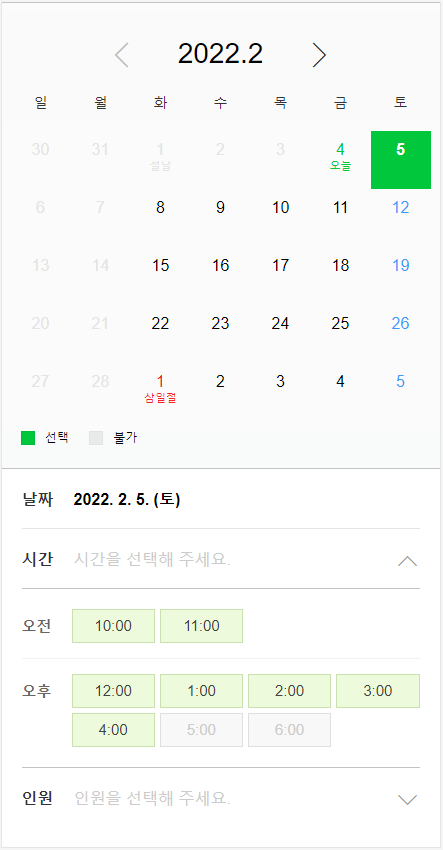 2022.2
일 월 화 수 목 금 토
30 31 1 2 3 4 5
설날 오늘
6 7 8 9 10 11 12
13 14 15 16 17 18 19
20 21 22 23 24 25 26
27 28 1 2 3 4 5
삼일절
선택 불가
날짜 2022. 2. 5. (토)
시간 시간을 선택해 주세요.
오전 10:00 11:00
오후 12:00 1:00 2:00 3:00
4:00 5:00 6:00
인원 인원을 선택해 주세요.